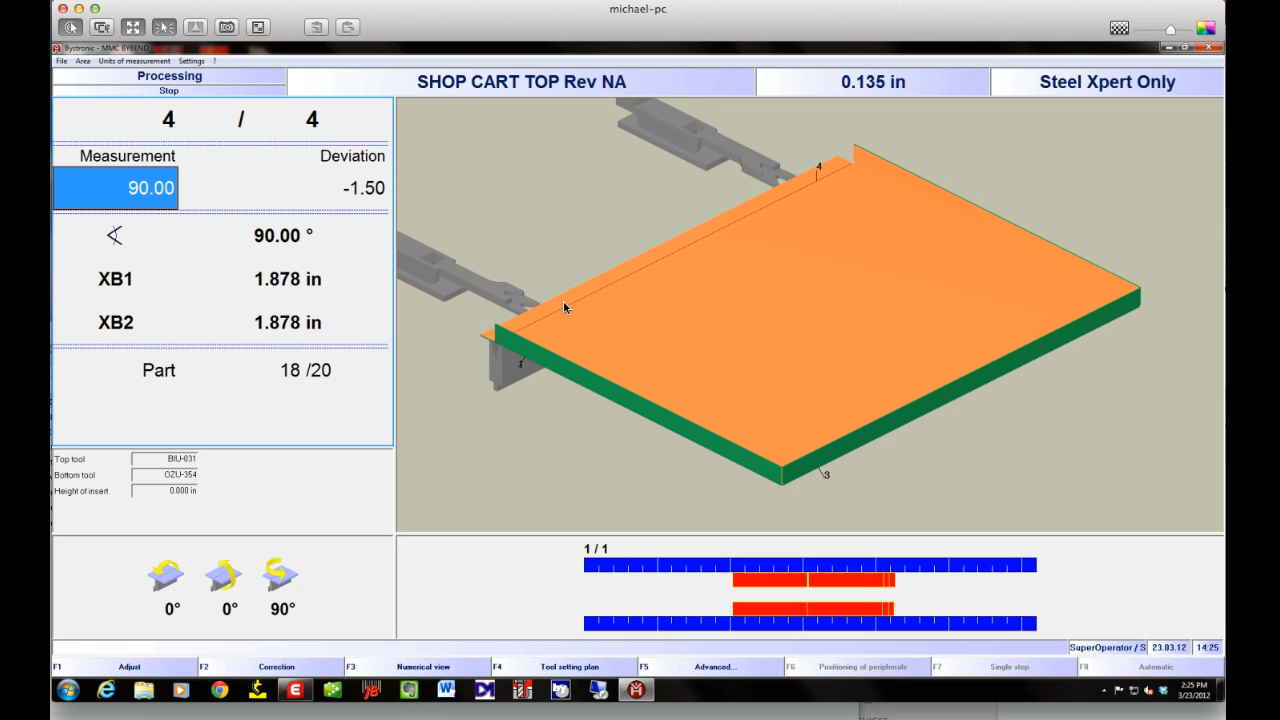 michael-pc
Bystronic - MMC BYBEND
File Area Units of measurement Settings ?
Processing
Stop
SHOP CART TOP Rev NA
0.135 in
Steel Xpert Only
4 / 4
Measurement Deviation
90.00 -1.50
90.00 °
XB1 1.878 in
XB2 1.878 in
Part 18 /20
Top tool BIU-031
Bottom tool OZU-354
Height of insert 0.000 in
0° 0° 90°
4
1
3
1 / 1
SuperOperator / S 23.03.12 14:25
F1 Adjust F2 Correction F3 Numerical view F4 Tool setting plan F5 Advanced... F6 Positioning of peripherals F7 Single step F8 Automatic
2:25 PM
3/23/2012